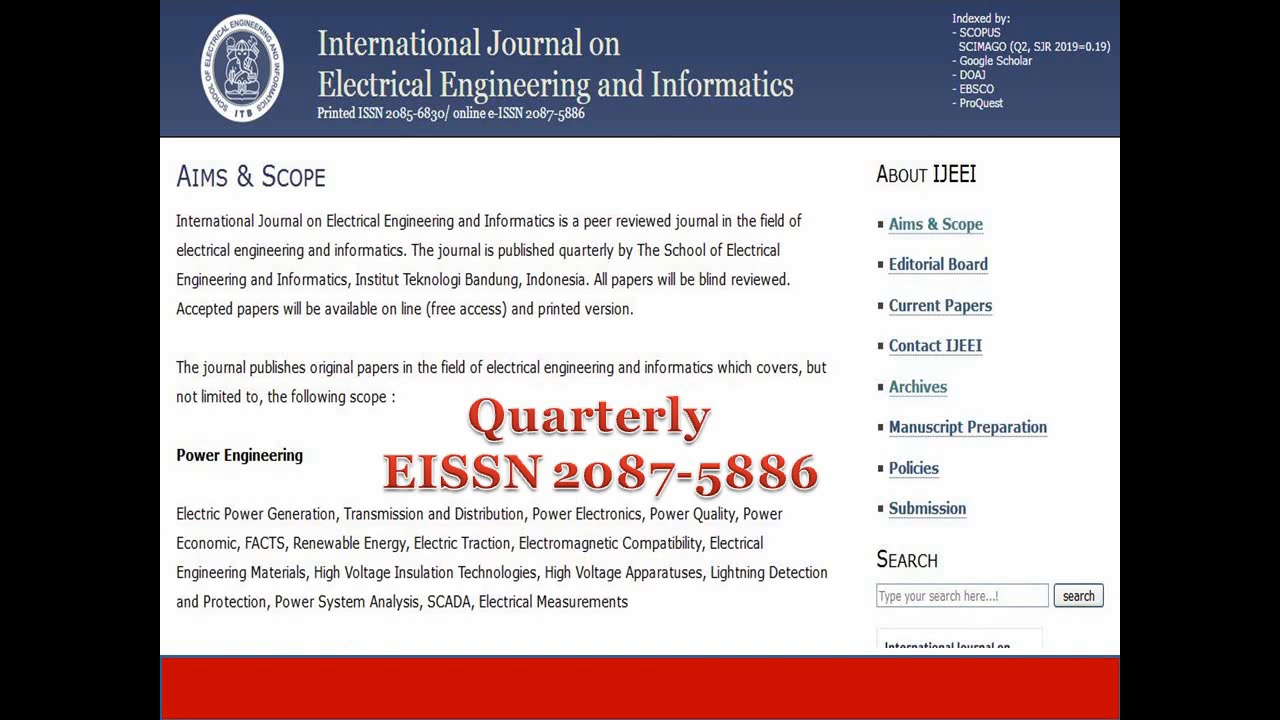 SCHOOL OF ELECTRICAL ENGINEERING AND INFORMATICS
ITB
International Journal on
Electrical Engineering and Informatics
Printed ISSN 2085-6830/ online e-ISSN 2087-5886
Indexed by:
- SCOPUS
SCIMAGO (Q2, SJR 2019=0.19)
- Google Scholar
- DOAJ
- EBSCO
- ProQuest
AIMS & SCOPE
International Journal on Electrical Engineering and Informatics is a peer reviewed journal in the field of
electrical engineering and informatics. The journal is published quarterly by The School of Electrical
Engineering and Informatics, Institut Teknologi Bandung, Indonesia. All papers will be blind reviewed.
Accepted papers will be available on line (free access) and printed version.
The journal publishes original papers in the field of electrical engineering and informatics which covers, but
not limited to, the following scope :
Quarterly
EISSN 2087-5886
Power Engineering
Electric Power Generation, Transmission and Distribution, Power Electronics, Power Quality, Power
Economic, FACTS, Renewable Energy, Electric Traction, Electromagnetic Compatibility, Electrical
Engineering Materials, High Voltage Insulation Technologies, High Voltage Apparatuses, Lightning Detection
and Protection, Power System Analysis, SCADA, Electrical Measurements
ABOUT IJEEI
Aims & Scope
Editorial Board
Current Papers
Contact IJEEI
Archives
Manuscript Preparation
Policies
Submission
SEARCH
Type your search here...!
search
International Journal on